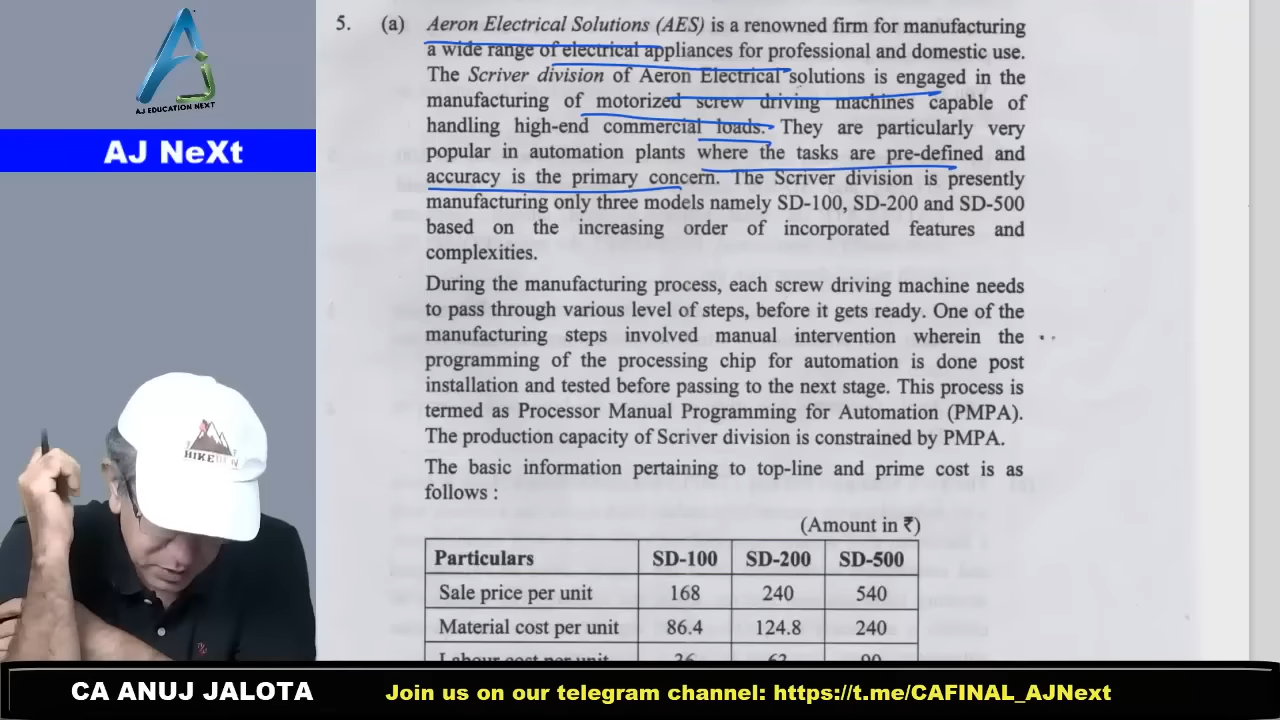 AJ EDUCATION NEXT
AJ NeXt
5. (a) Aeron Electrical Solutions (AES) is a renowned firm for manufacturing
a wide range of electrical appliances for professional and domestic use.
The Scriver division of Aeron Electrical solutions is engaged in the
manufacturing of motorized screw driving machines capable of
handling high-end commercial loads. They are particularly very
popular in automation plants where the tasks are pre-defined and
accuracy is the primary concern. The Scriver division is presently
manufacturing only three models namely SD-100, SD-200 and SD-500
based on the increasing order of incorporated features and
complexities.
During the manufacturing process, each screw driving machine needs
to pass through various level of steps, before it gets ready. One of the
manufacturing steps involved manual intervention wherein the
programming of the processing chip for automation is done post
installation and tested before passing to the next stage. This process is
termed as Processor Manual Programming for Automation (PMPA).
The production capacity of Scriver division is constrained by PMPA.
The basic information pertaining to top-line and prime cost is as
follows :
(Amount in ₹)
Particulars SD-100 SD-200 SD-500
Sale price per unit 168 240 540
Material cost per unit 86.4 124.8 240
Labour cost per unit
CA ANUJ JALOTA Join us on our telegram channel: https://t.me/CAFINAL_AJNext